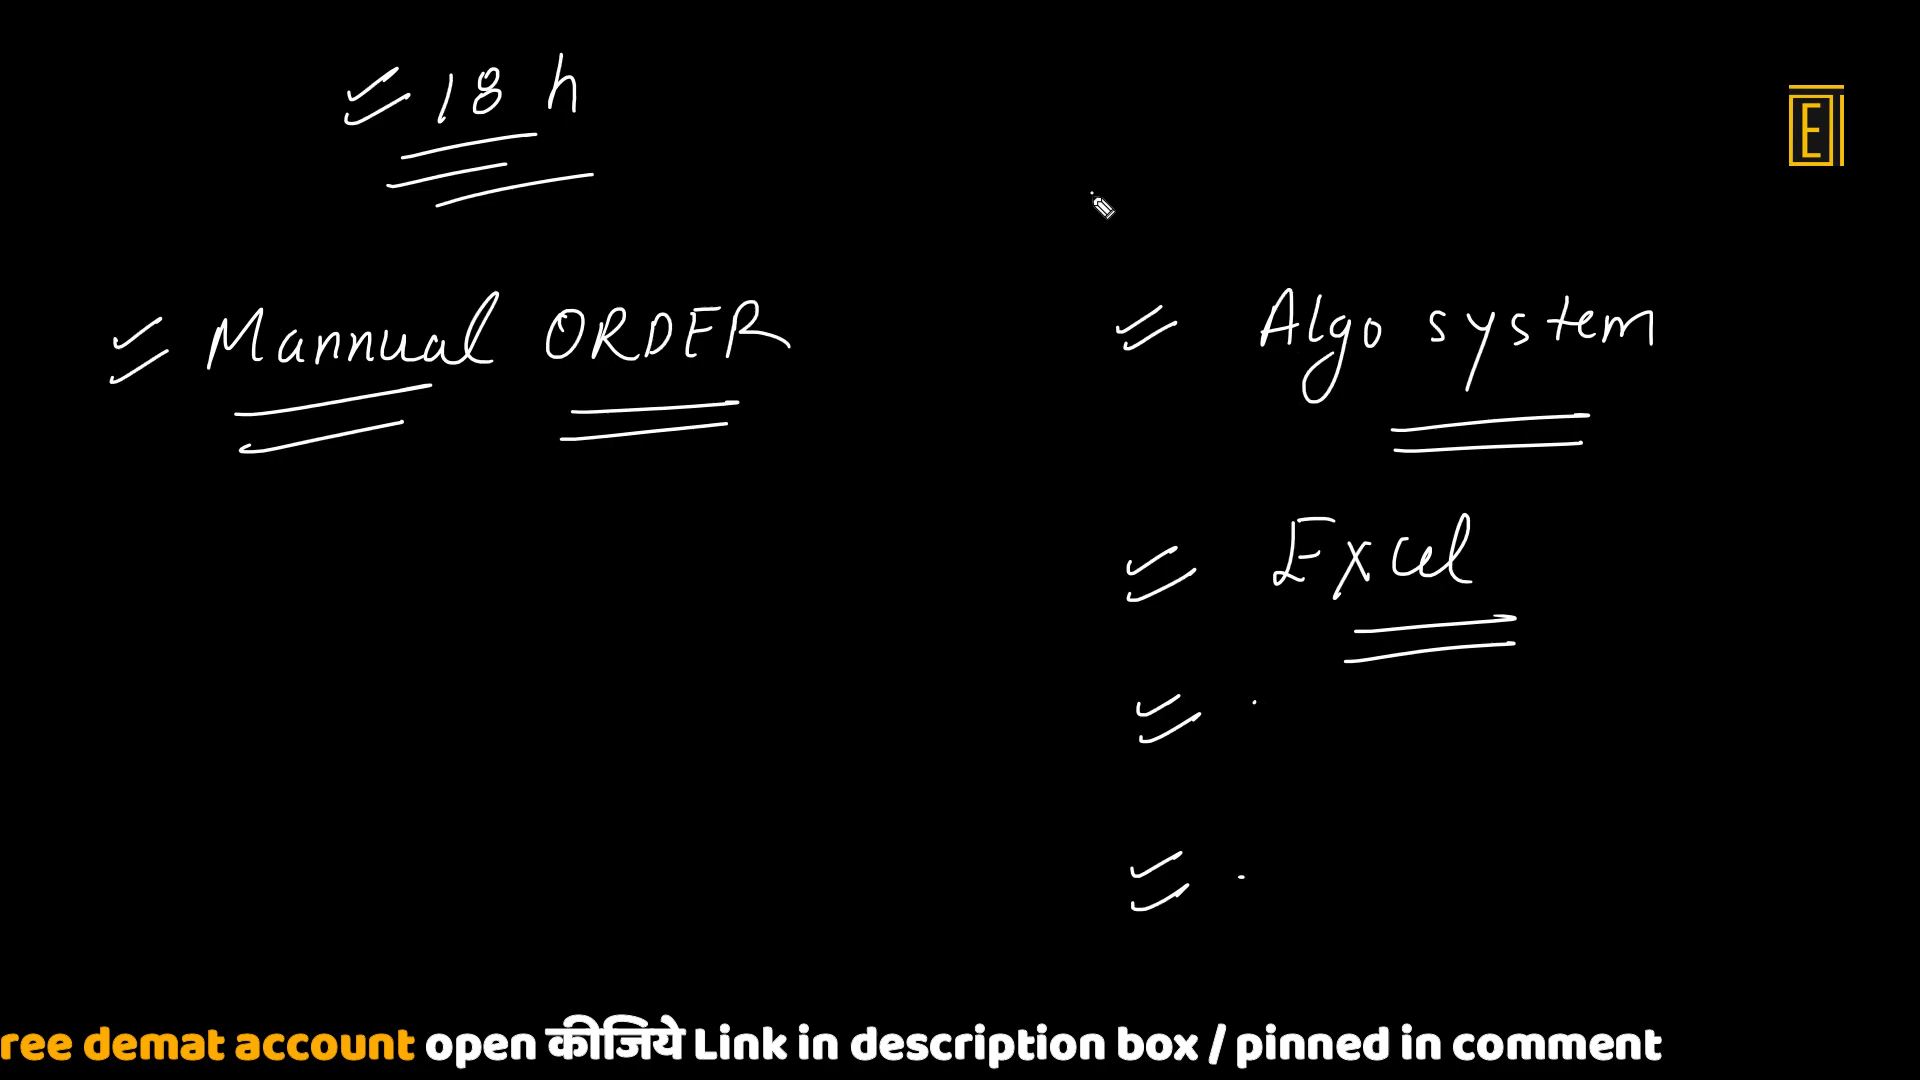 18 h
E
Mannual ORDER
Algo system
Excel
ree demat account open कीजिये Link in description box / pinned in comment